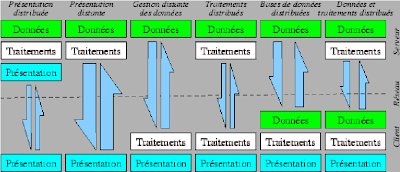 Présentation distribuée
Présentation distante
Gestion distante des données
Traitements distribués
Bases de données distribuées
Données et traitements distribués
Données
Données
Données
Données
Données
Données
Traitements
Traitements
Traitements
Traitements
Présentation
Serveur
Réseau
Client
Données
Données
Traitements
Traitements
Traitements
Traitements
Présentation
Présentation
Présentation
Présentation
Présentation
Présentation